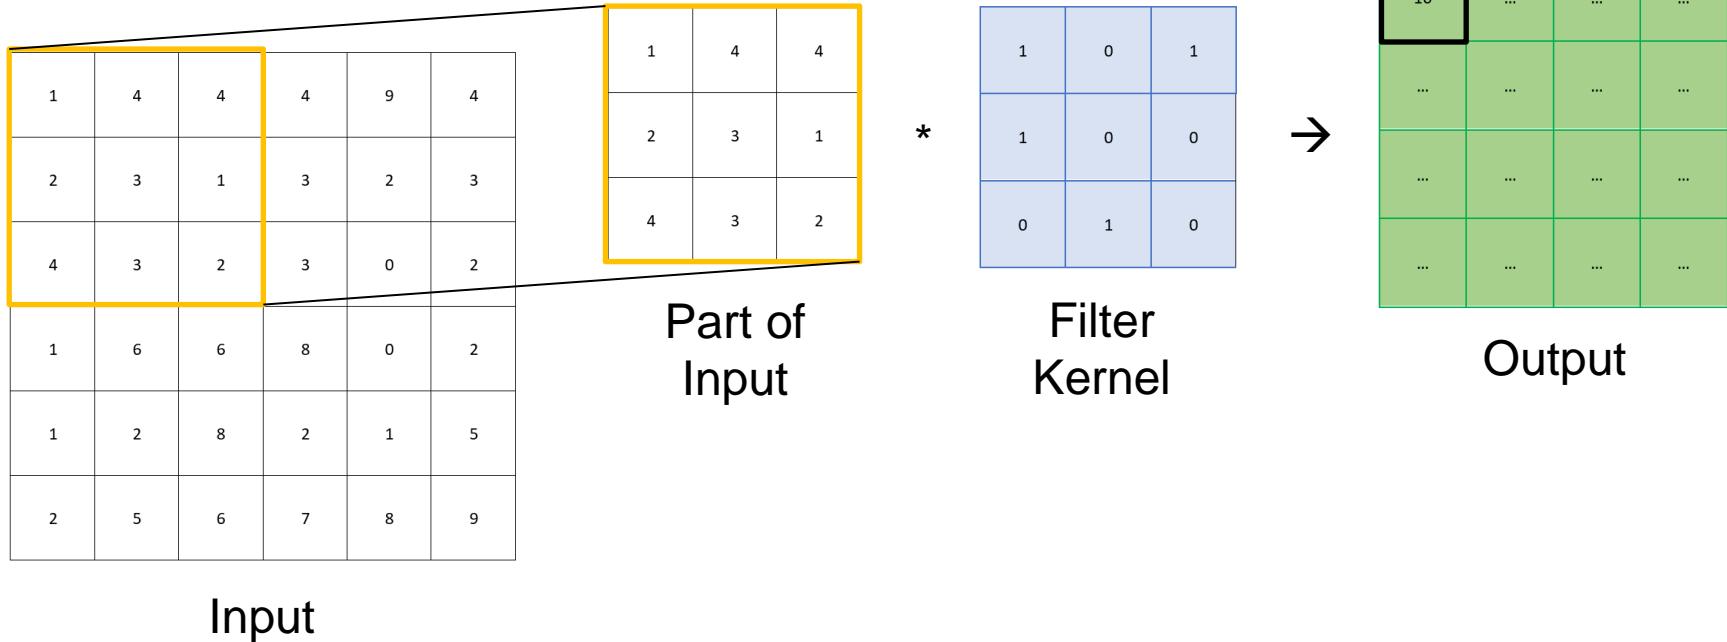 1 4 4 4 9 4
2 3 1 3 2 3
4 3 2 3 0 2
1 6 6 8 0 2
1 2 8 2 1 5
2 5 6 7 8 9
Input
1 4 4
2 3 1
4 3 2
Part of
Input
*
1 0 1
1 0 0
0 1 0
Filter
Kernel
→
... ... ...
... ... ... ...
... ... ... ...
... ... ... ...
Output